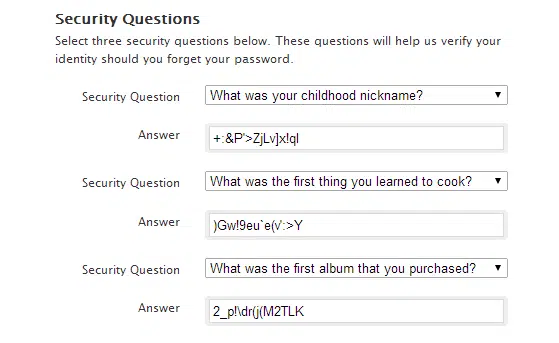 Security Questions
Select three security questions below. These questions will help us verify your
identity should you forget your password.
Security Question What was your childhood nickname?
Answer +:&P'>ZjLv]x!qI
Security Question What was the first thing you learned to cook?
Answer )Gw!9eu`e(v':>Y
Security Question What was the first album that you purchased?
Answer 2_p!\dr(j(M2TLK